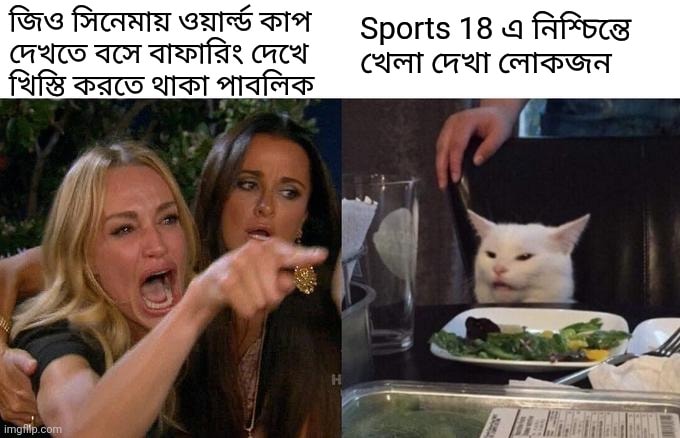 জিও সিনেমায় ওয়ার্ল্ড কাপ
দেখতে বসে বাফারিং দেখে
খিস্তি করতে থাকা পাবলিক
Sports 18 এ নিশ্চিন্তে
খেলা দেখা লোকজন
imgflip.com